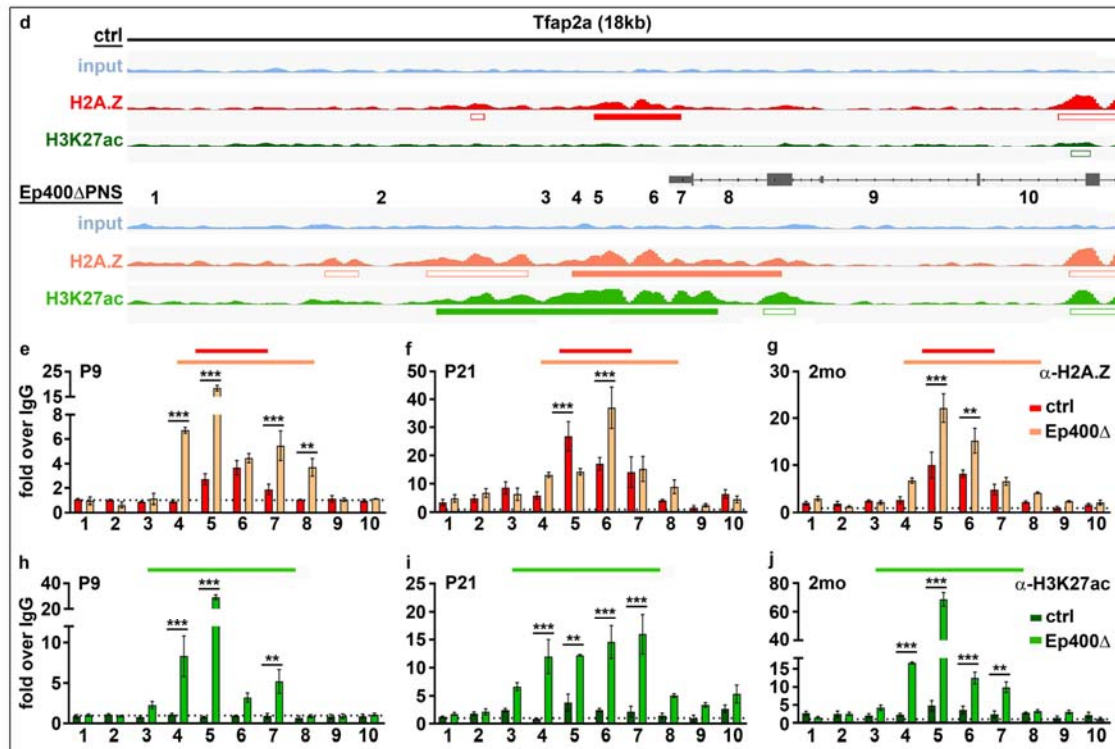 d
Tfap2a (18kb)
ctrl
input
H2A.Z
H3K27ac
Ep400ΔPNS
1 2 3 4 5 6 7 8 9 10
input
H2A.Z
H3K27ac
e P9
fold over IgG
25
15
8
6
4
2
0
*** *** *** **
1 2 3 4 5 6 7 8 9 10
f P21
50
40
30
20
10
0
*** ***
1 2 3 4 5 6 7 8 9 10
g 2mo α-H2A.Z
ctrl
Ep400Δ
30
20
10
0
*** **
1 2 3 4 5 6 7 8 9 10
h P9
fold over IgG
40
20
10
5
0
*** *** **
1 2 3 4 5 6 7 8 9 10
i P21
25
20
15
10
5
0
*** ** *** ***
1 2 3 4 5 6 7 8 9 10
j 2mo α-H3K27ac
ctrl
Ep400Δ
80
60
40
20
15
10
5
0
*** *** *** **
1 2 3 4 5 6 7 8 9 10